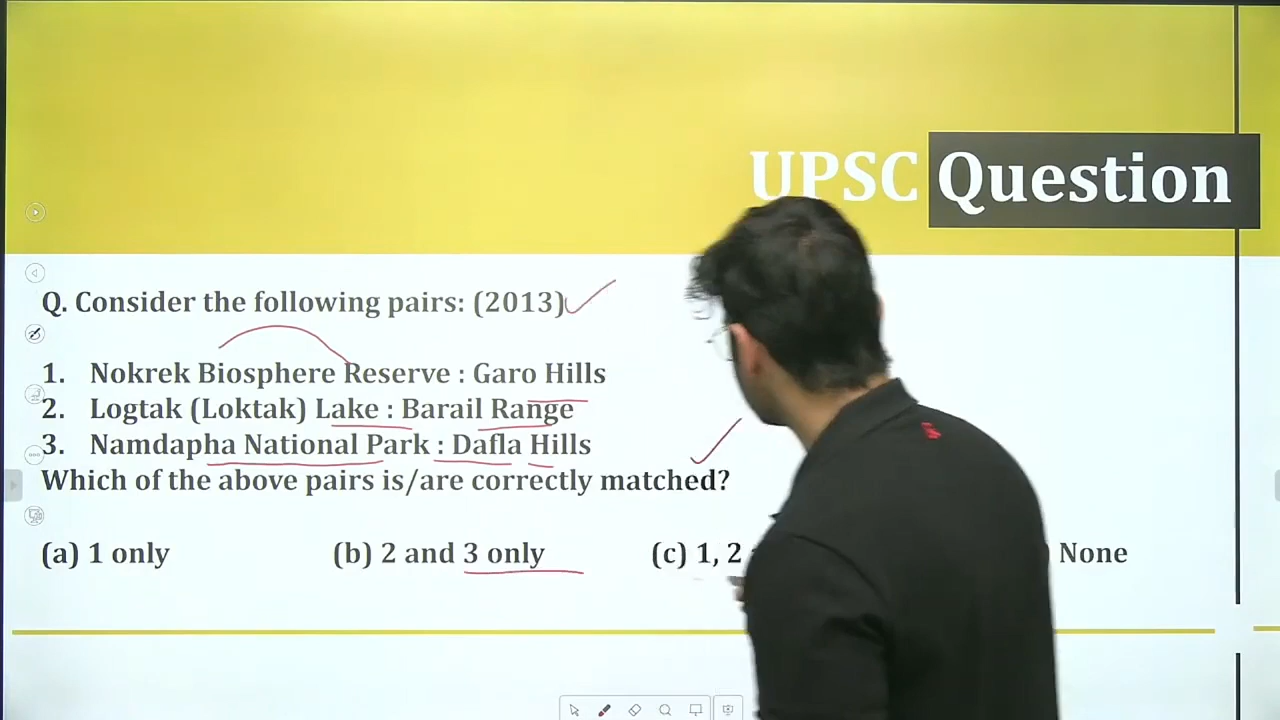 UPSC Question
Q. Consider the following pairs: (2013)
1. Nokrek Biosphere Reserve : Garo Hills
2. Logtak (Loktak) Lake : Barail Range
3. Namdapha National Park : Dafla Hills
Which of the above pairs is/are correctly matched?
(a) 1 only (b) 2 and 3 only (c) 1, 2 None